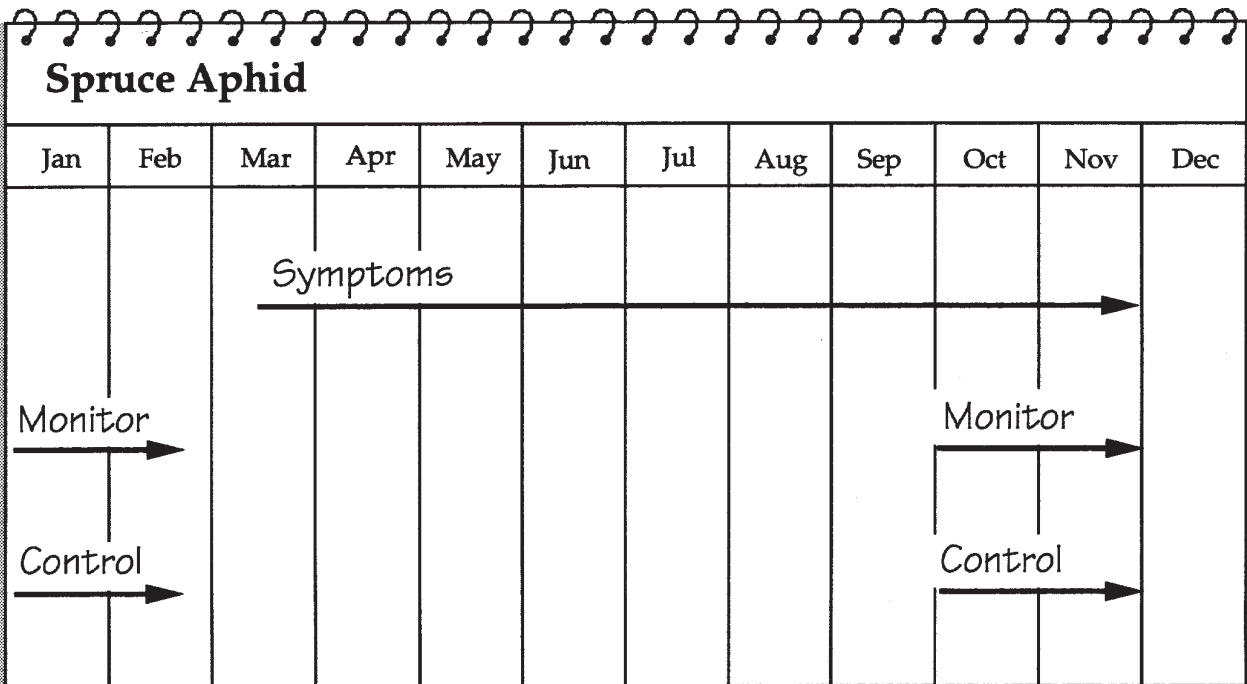 Spruce Aphid
Jan Feb Mar Apr May Jun Jul Aug Sep Oct Nov Dec
Symptoms
Monitor Monitor
Control Control